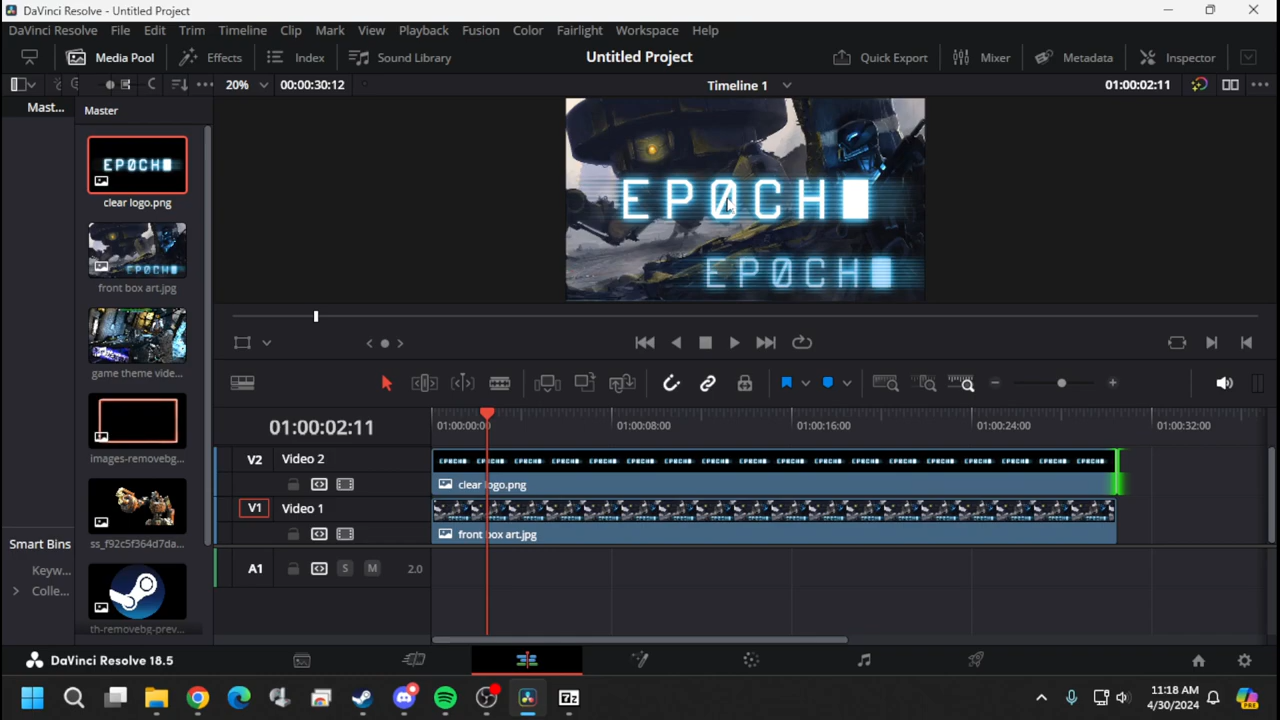 DaVinci Resolve - Untitled Project
DaVinci Resolve File Edit Trim Timeline Clip Mark View Playback Fusion Color Fairlight Workspace Help
Media Pool Effects Index Sound Library Untitled Project Quick Export Mixer Metadata Inspector
20% 00:00:30:12 Timeline 1 01:00:02:11
Mast... Master
EPØCH
clear logo.png
EPØCH
front box art.jpg
game theme vide...
images-removebg...
ss_f92c5f364d7da...
th-removebg-prev...
Smart Bins
Keyw...
Colle...
EPØCH
EPØCH
01:00:02:11 01:00:00:00 01:00:08:00 01:00:16:00 01:00:24:00 01:00:32:00
V2 Video 2
clear logo.png
V1 Video 1
front box art.jpg
A1 S M 2.0
DaVinci Resolve 18.5
11:18 AM
4/30/2024
PRE